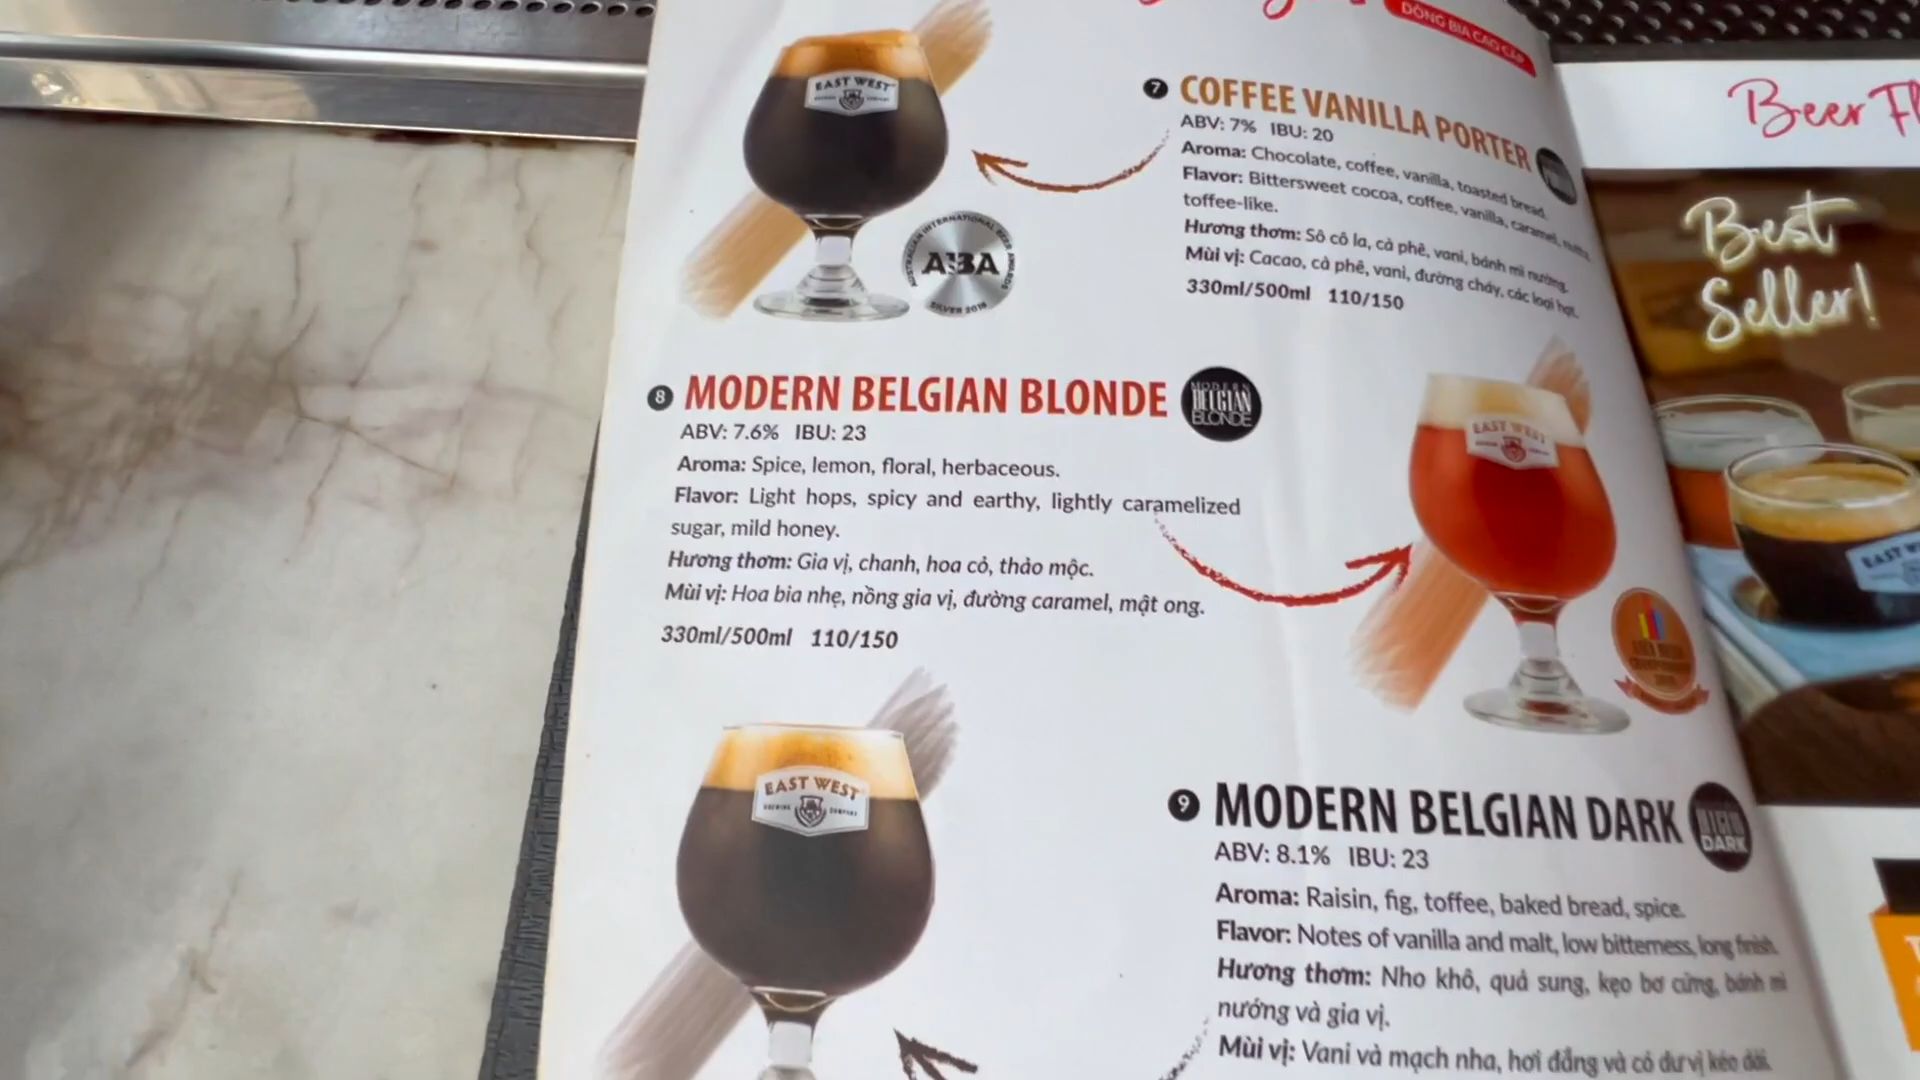 DÒNG BIA CAO CẤP
EAST WEST
BREWING COMPANY
7 COFFEE VANILLA PORTER
ABV: 7% IBU: 20
Aroma: Chocolate, coffee, vanilla, toasted bread.
Flavor: Bittersweet cocoa, coffee, vanilla, caramel, nutty,
toffee-like.
Hương thơm: Sô cô la, cà phê, vani, bánh mì nướng.
Mùi vị: Cacao, cà phê, vani, đường cháy, các loại hạt.
330ml/500ml 110/150
AUSTRALIAN INTERNATIONAL BEER AWARDS
AIBA
8 MODERN BELGIAN BLONDE
MODERN
BELGIAN
BLONDE
ABV: 7.6% IBU: 23
Aroma: Spice, lemon, floral, herbaceous.
Flavor: Light hops, spicy and earthy, lightly caramelized
sugar, mild honey.
Hương thơm: Gia vị, chanh, hoa cỏ, thảo mộc.
Mùi vị: Hoa bia nhẹ, nồng gia vị, đường caramel, mật ong.
330ml/500ml 110/150
EAST WEST
EAST WEST
BREWING COMPANY
9 MODERN BELGIAN DARK
DARK
ABV: 8.1% IBU: 23
Aroma: Raisin, fig, toffee, baked bread, spice.
Flavor: Notes of vanilla and malt, low bitterness, long finish.
Hương thơm: Nho khô, quả sung, kẹo bơ cứng, bánh mì
nướng và gia vị.
Mùi vị: Vani và mạch nha, hơi đắng và có dư vị kéo dài.
Beer Fl
Best
Seller!
EAST W